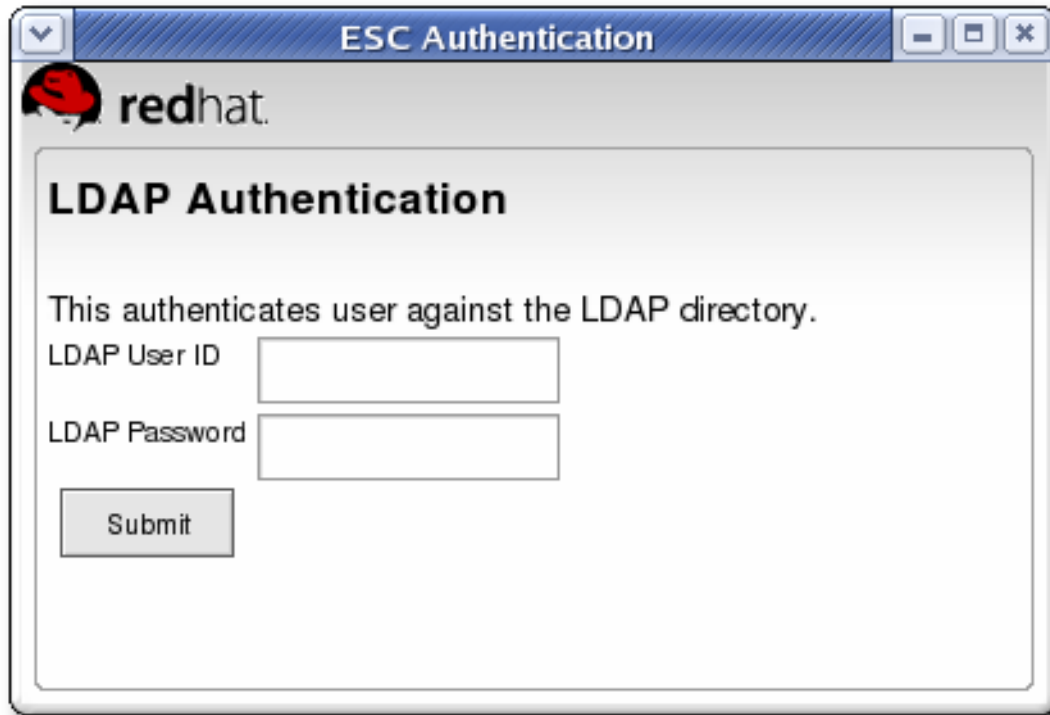 ESC Authentication
redhat.
LDAP Authentication
This authenticates user against the LDAP directory.
LDAP User ID
LDAP Password
Submit